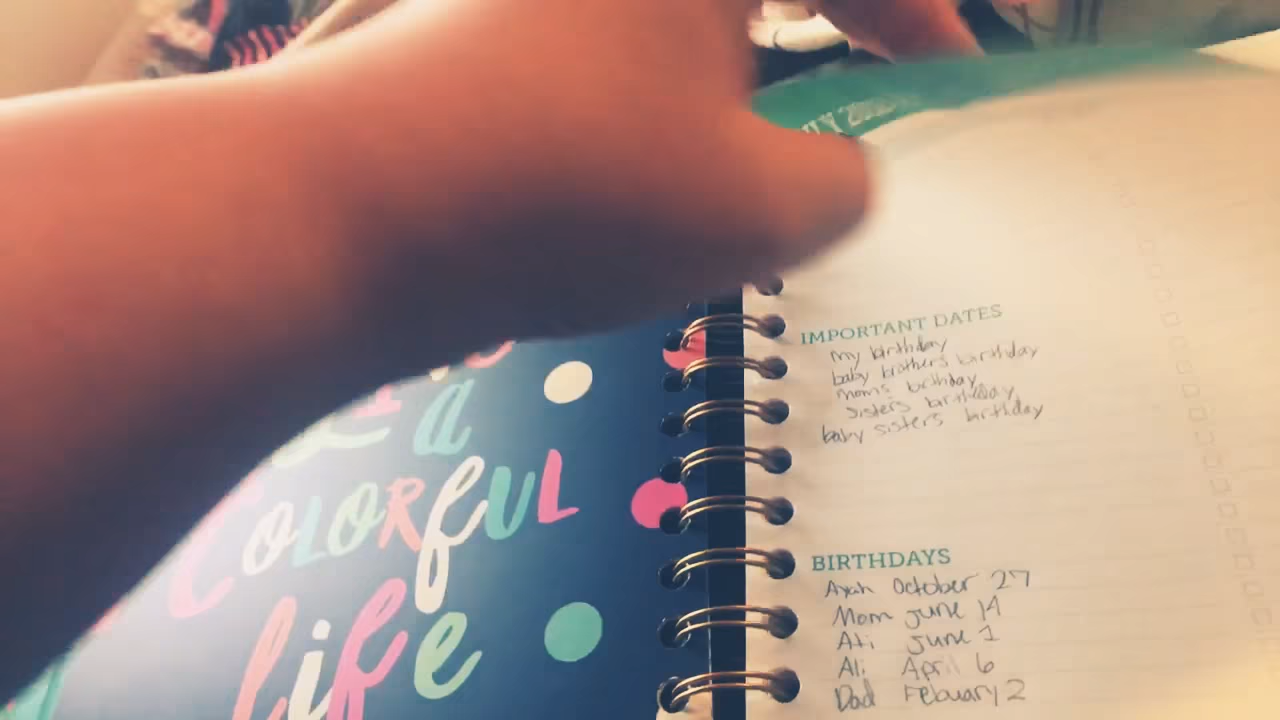 a
COLORFUL
life
IMPORTANT DATES
my birthday
baby brothers birthday
moms birthday
sisters birthday
baby sisters birthday
BIRTHDAYS
Ayah October 27
Mom june 14
Ati june 1
Ali April 6
Dad Febuary 2